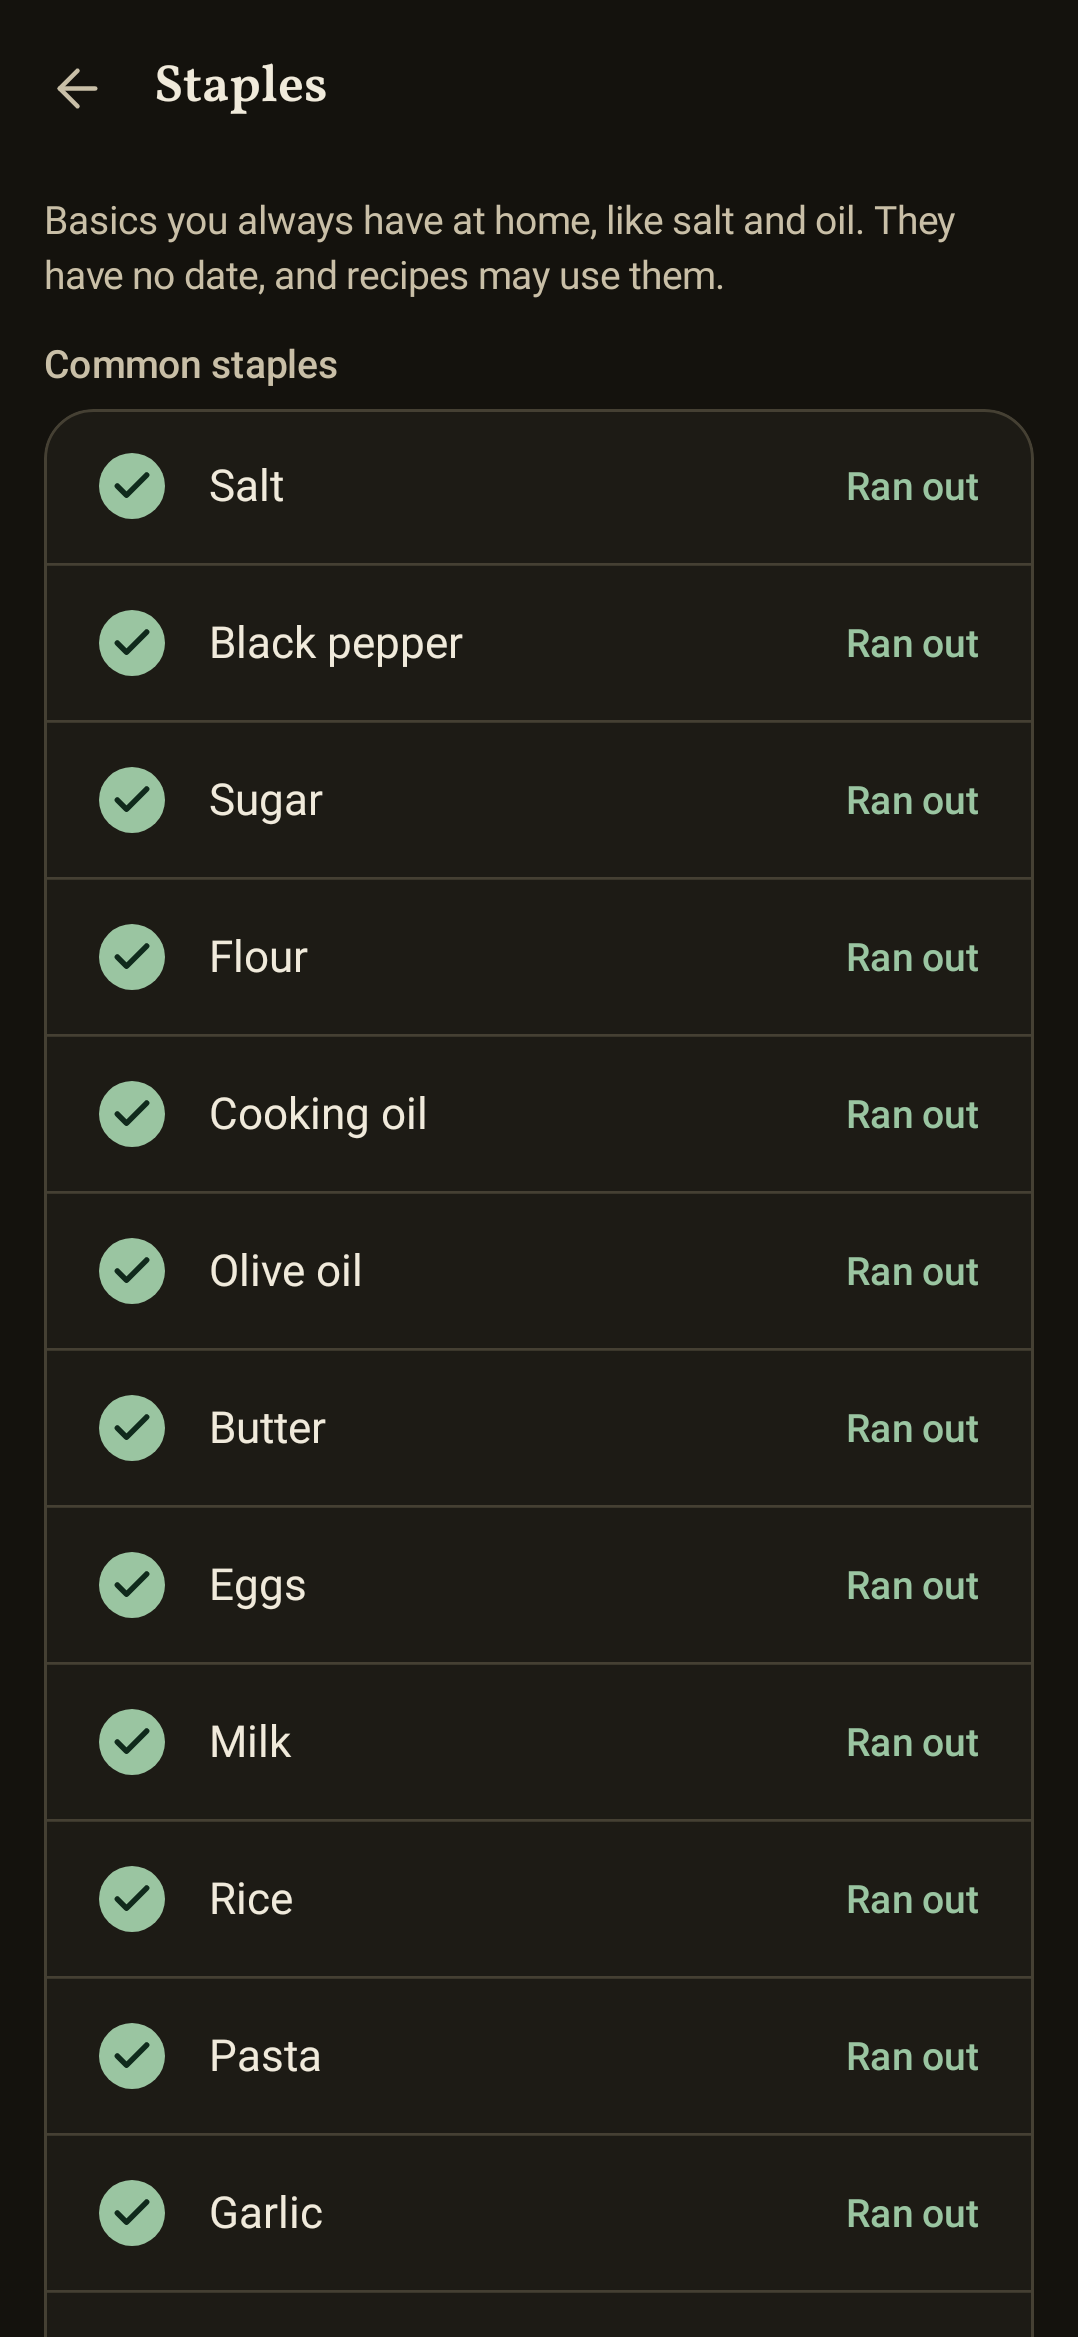 Staples
Basics you always have at home, like salt and oil. They
have no date, and recipes may use them.
Common staples
Salt Ran out
Black pepper Ran out
Sugar Ran out
Flour Ran out
Cooking oil Ran out
Olive oil Ran out
Butter Ran out
Eggs Ran out
Milk Ran out
Rice Ran out
Pasta Ran out
Garlic Ran out